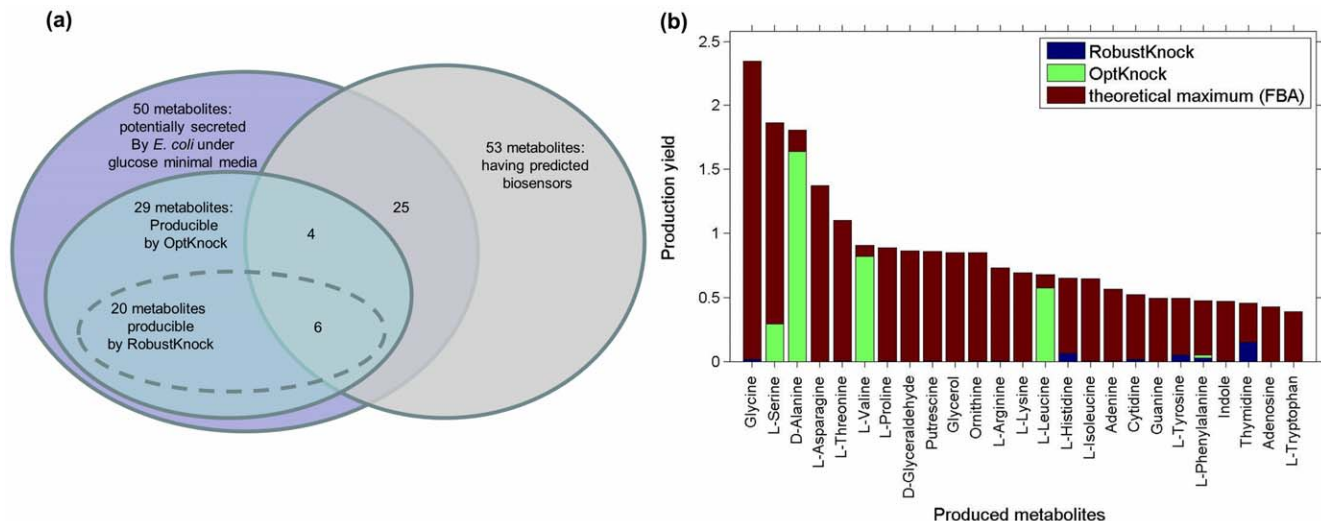 (a)
50 metabolites:
potentially secreted
By E. coli under
glucose minimal media
53 metabolites:
having predicted
biosensors
29 metabolites:
Producible
by OptKnock
25
4
20 metabolites
producible
by RobustKnock
6
(b)
RobustKnock
OptKnock
theoretical maximum (FBA)
Production yield
2.5
2
1.5
1
0.5
0
Glycine
L-Serine
D-Alanine
L-Asparagine
L-Threonine
L-Valine
L-Proline
D-Glyceraldehyde
Putrescine
Glycerol
Ornithine
L-Arginine
L-Lysine
L-Leucine
L-Histidine
L-Isoleucine
Adenine
Cytidine
Guanine
L-Tyrosine
L-Phenylalanine
Indole
Thymidine
Adenosine
L-Tryptophan
Produced metabolites